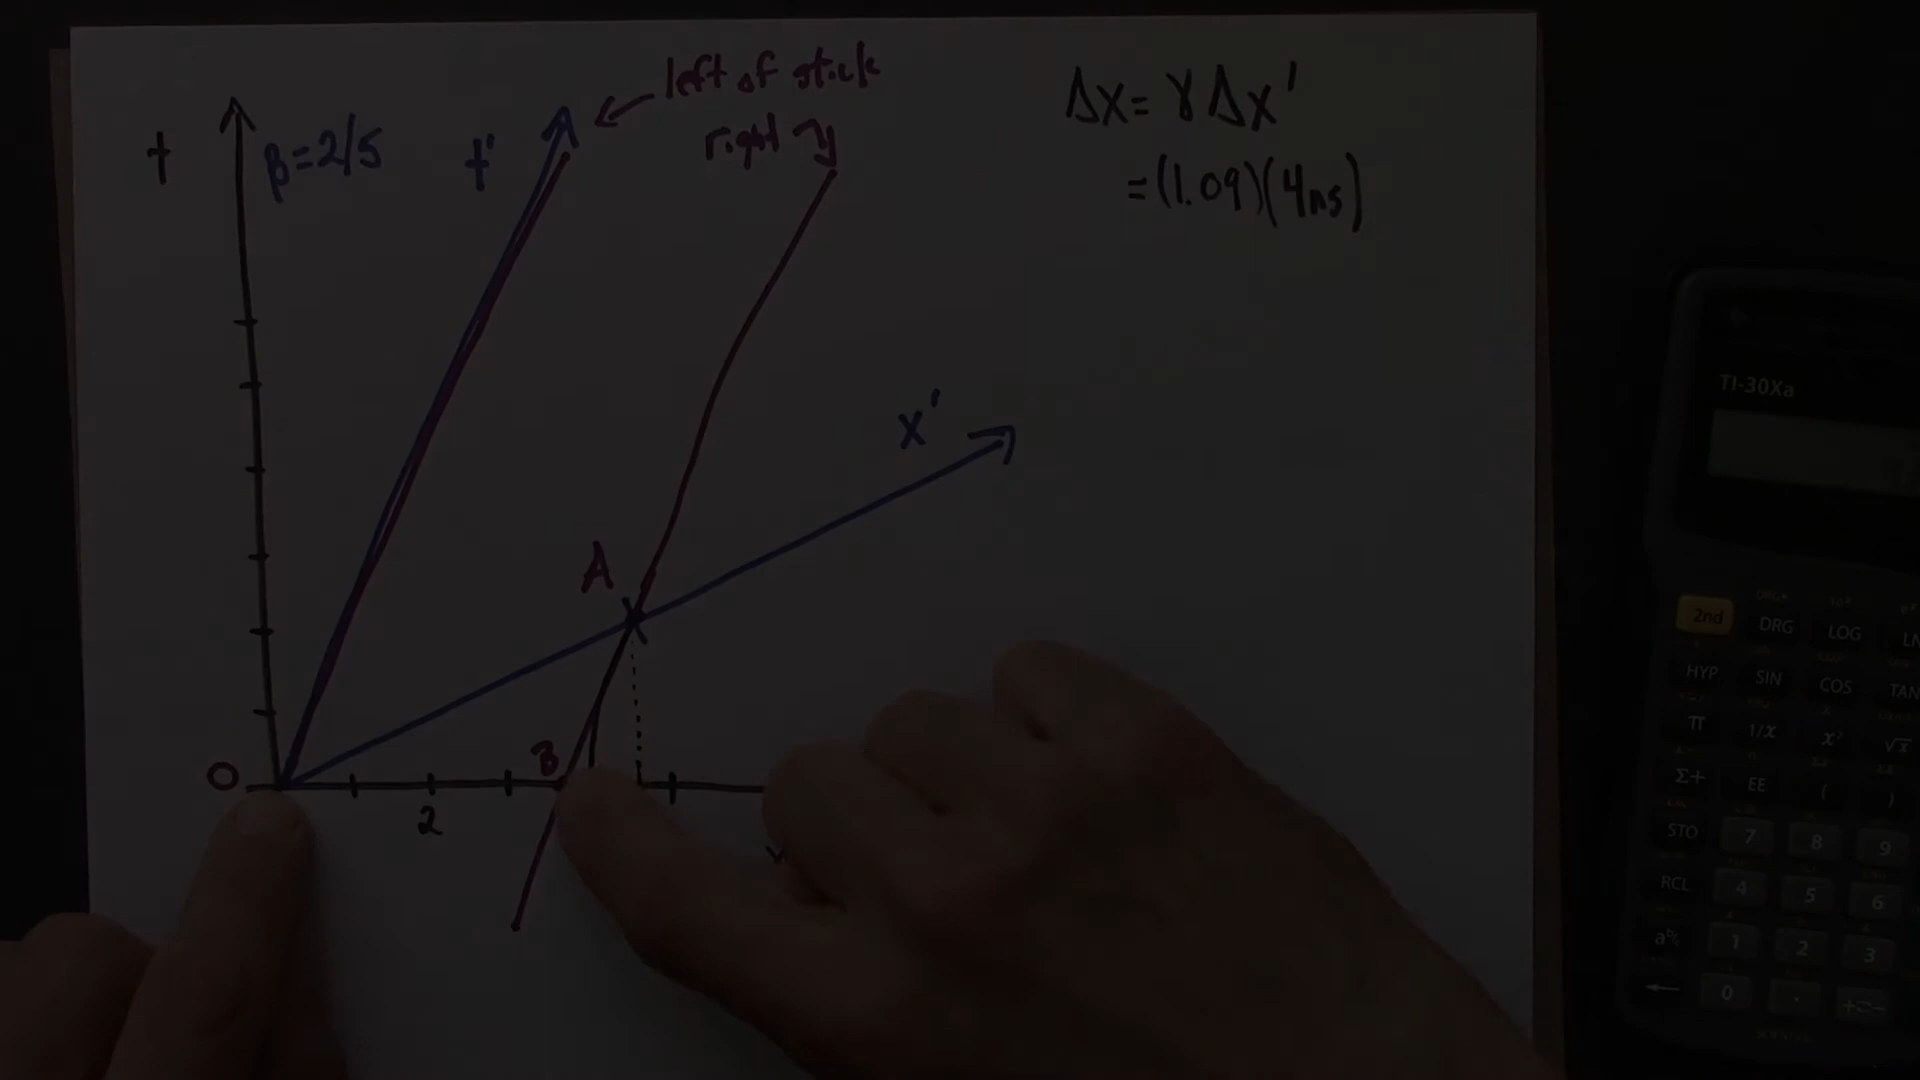 left of stick
right
t
β=2/5
t'
Δx= γ Δx'
=(1.09)(4ns)
x'
A
B
O
2
TI-30Xa
2nd
DRG
LOG
LN
HYP
SIN
COS
TAN
π
1/x
x²
√x
Σ+
EE
(
)
STO
7
8
9
RCL
4
5
6
a%
1
2
3
←
0
.